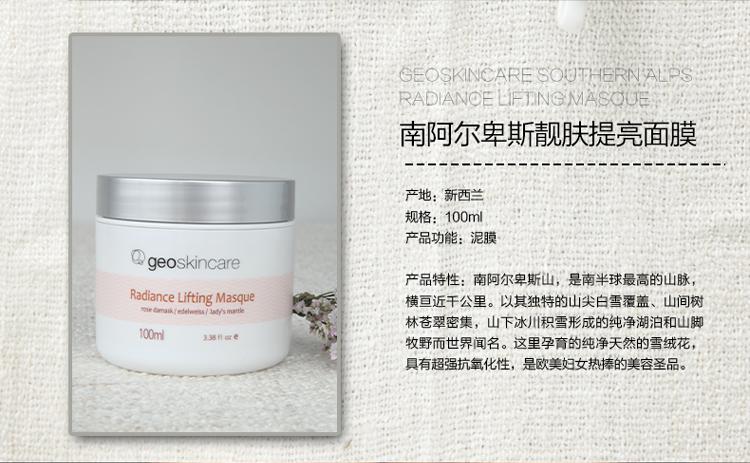 geoskincare
Radiance Lifting Masque
rose damask / edelweiss / lady's mantle
100ml
3.38 fl oz e
GEOSKINCARE SOUTHERN ALPS
RADIANCE LIFTING MASQUE
南阿尔卑斯靓肤提亮面膜
产地：新西兰
规格：100ml
产品功能：泥膜
产品特性：南阿尔卑斯山，是南半球最高的山脉，
横亘近千公里。以其独特的山尖白雪覆盖、山间树
林苍翠密集，山下冰川积雪形成的纯净湖泊和山脚
牧野而世界闻名。这里孕育的纯净天然的雪绒花，
具有超强抗氧化性，是欧美妇女热捧的美容圣品。